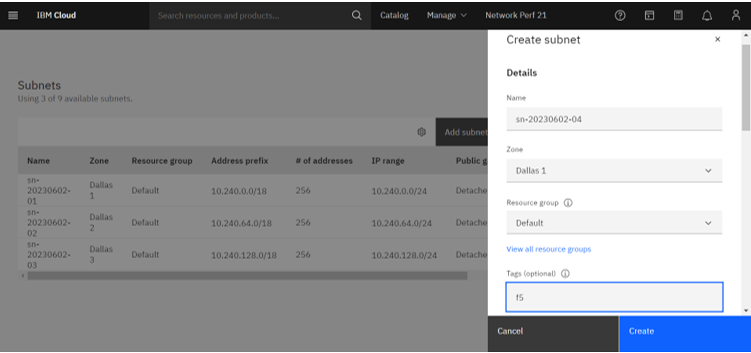 IBM Cloud Search resources and products... Catalog Manage Network Perf 21
Subnets
Using 3 of 9 available subnets.
Add subnet
Name Zone Resource group Address prefix # of addresses IP range Public g
sn-20230602-01 Dallas 1 Default 10.240.0.0/18 256 10.240.0.0/24 Detache
sn-20230602-02 Dallas 2 Default 10.240.64.0/18 256 10.240.64.0/24 Detache
sn-20230602-03 Dallas 3 Default 10.240.128.0/18 256 10.240.128.0/24 Detache
Create subnet
Details
Name
sn-20230602-04
Zone
Dallas 1
Resource group
Default
View all resource groups
Tags (optional)
f5
Cancel Create